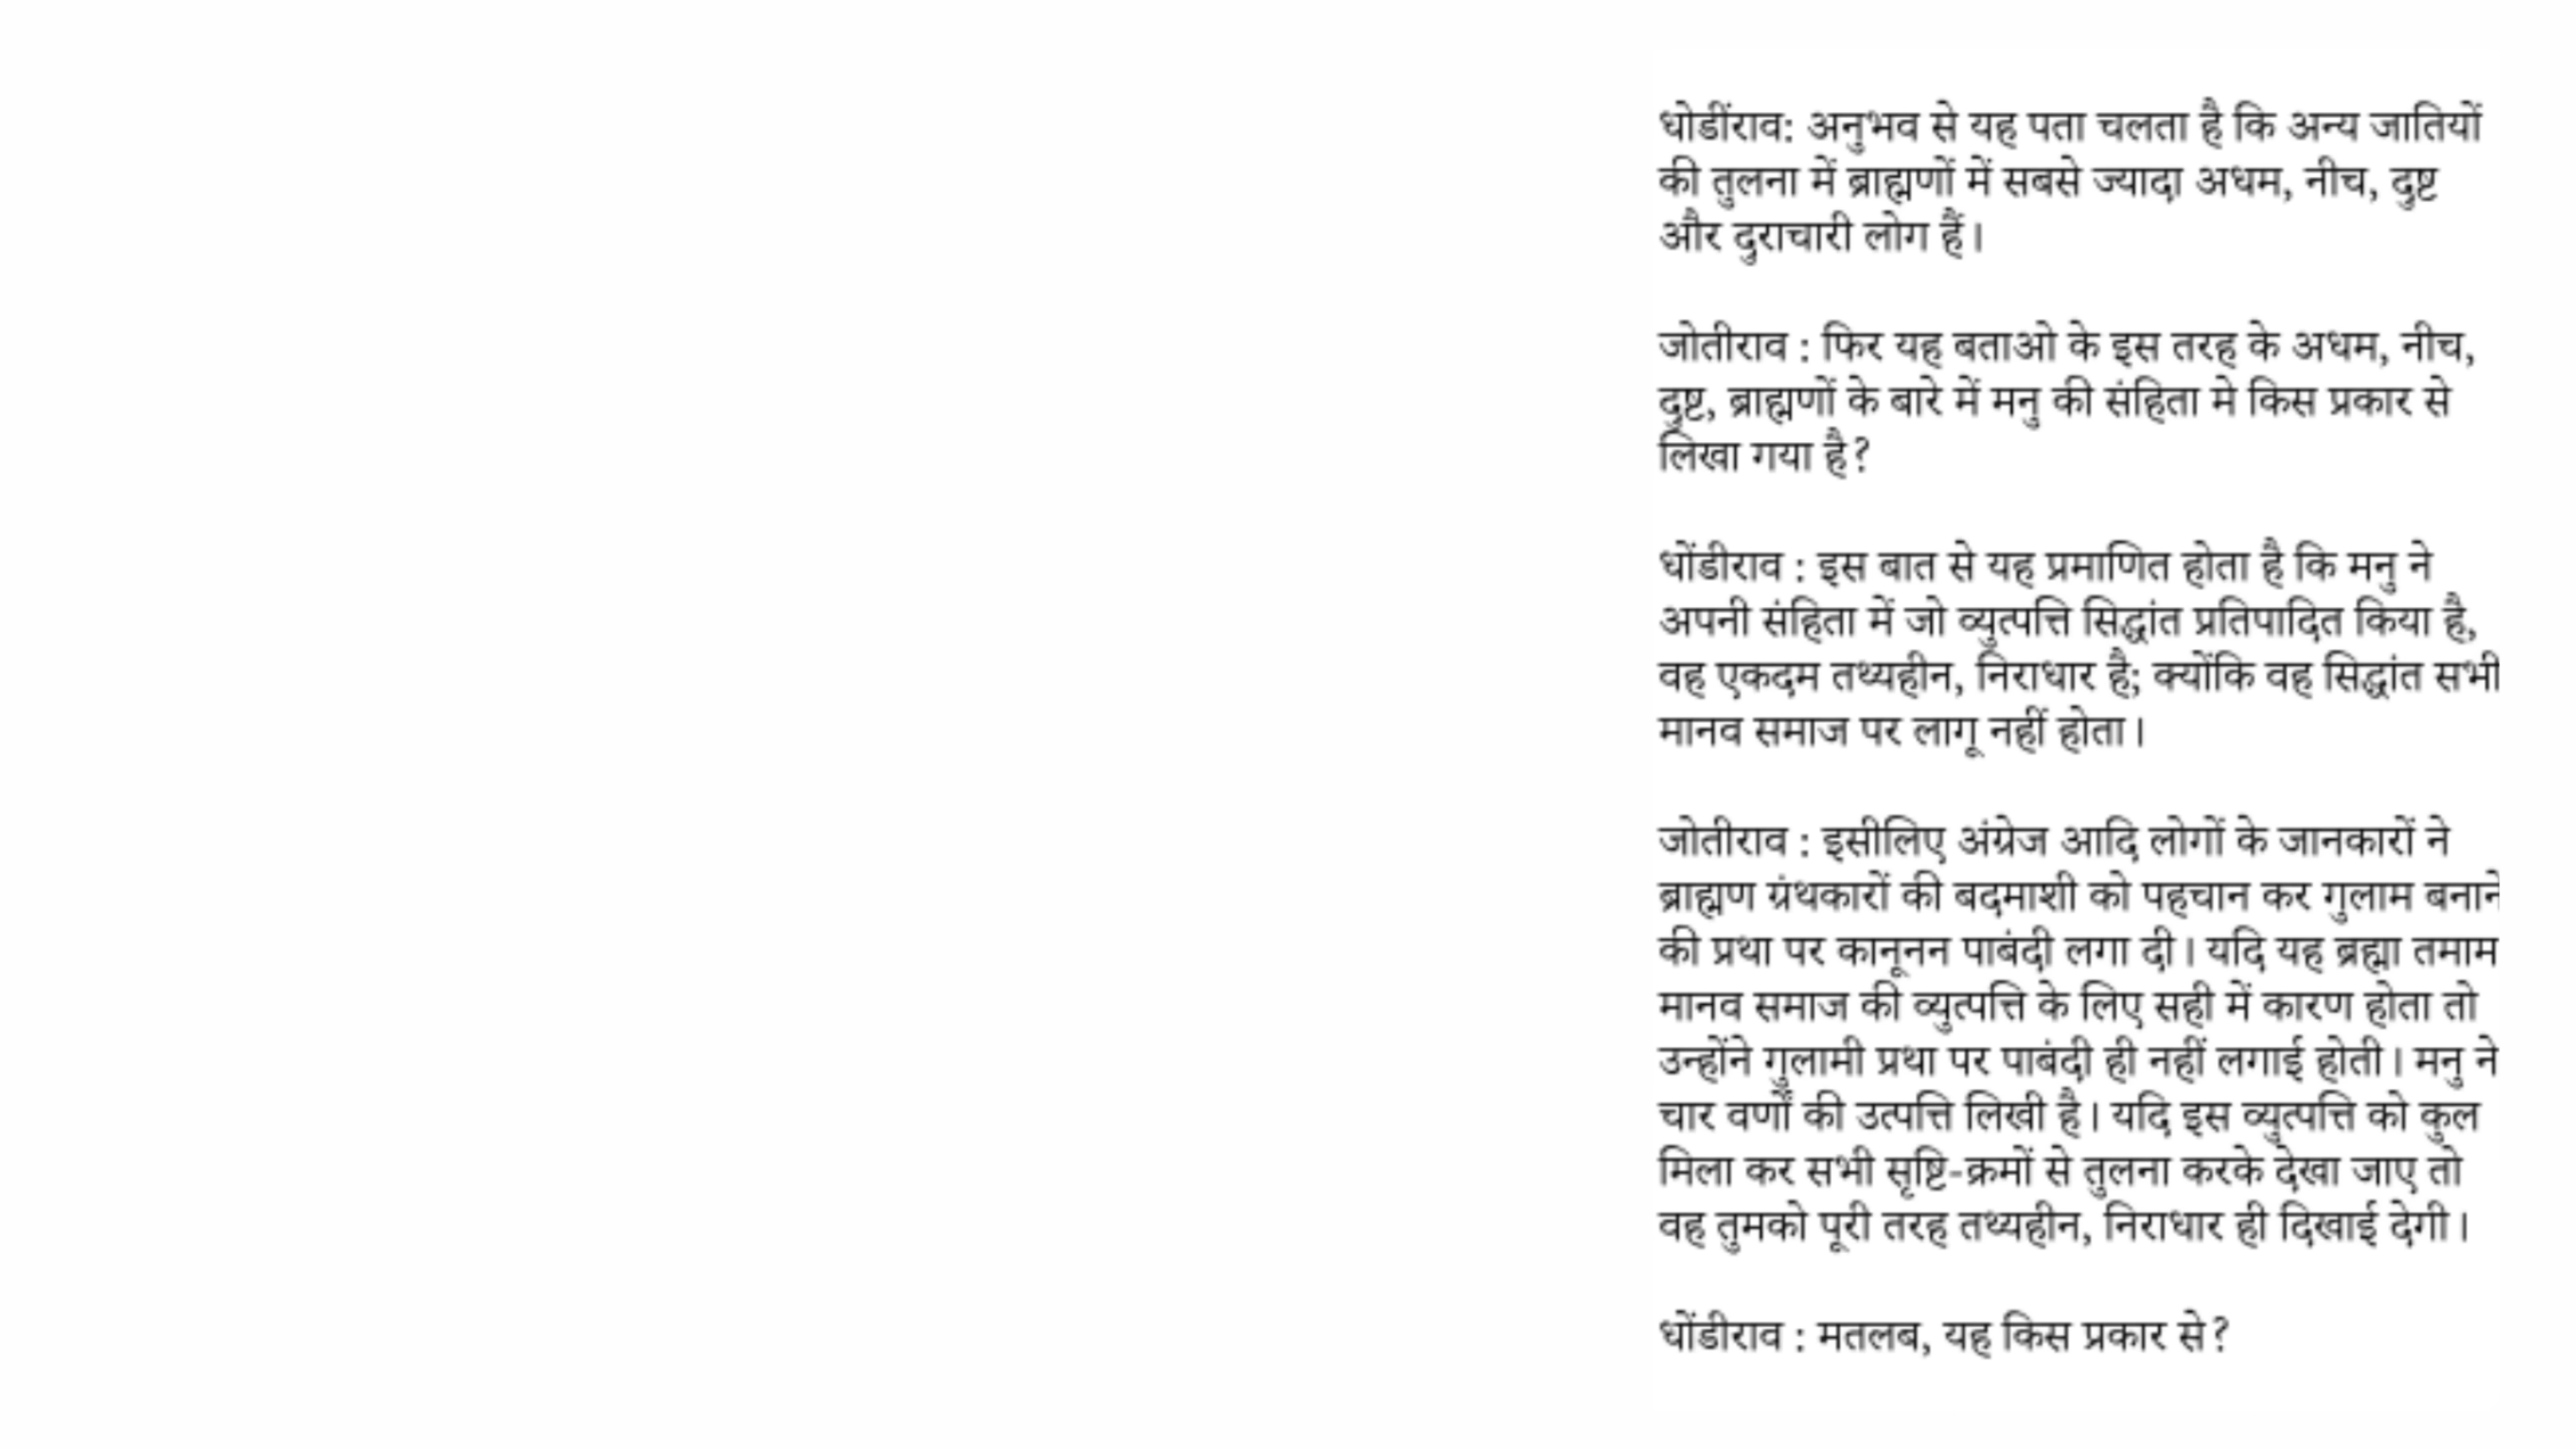 धोडींराव: अनुभव से यह पता चलता है कि अन्य जातियों
की तुलना में ब्राह्मणों में सबसे ज्यादा अधम, नीच, दुष्ट
और दुराचारी लोग हैं।
जोतीराव : फिर यह बताओ के इस तरह के अधम, नीच,
दुष्ट, ब्राह्मणों के बारे में मनु की संहिता मे किस प्रकार से
लिखा गया है?
धोंडीराव : इस बात से यह प्रमाणित होता है कि मनु ने
अपनी संहिता में जो व्युत्पत्ति सिद्धांत प्रतिपादित किया है,
वह एकदम तथ्यहीन, निराधार है; क्योंकि वह सिद्धांत सभी
मानव समाज पर लागू नहीं होता।
जोतीराव : इसीलिए अंग्रेज आदि लोगों के जानकारों ने
ब्राह्मण ग्रंथकारों की बदमाशी को पहचान कर गुलाम बनाने
की प्रथा पर कानूनन पाबंदी लगा दी। यदि यह ब्रह्मा तमाम
मानव समाज की व्युत्पत्ति के लिए सही में कारण होता तो
उन्होंने गुलामी प्रथा पर पाबंदी ही नहीं लगाई होती। मनु ने
चार वर्णों की उत्पत्ति लिखी है। यदि इस व्युत्पत्ति को कुल
मिला कर सभी सृष्टि-क्रमों से तुलना करके देखा जाए तो
वह तुमको पूरी तरह तथ्यहीन, निराधार ही दिखाई देगी।
धोंडीराव : मतलब, यह किस प्रकार से?